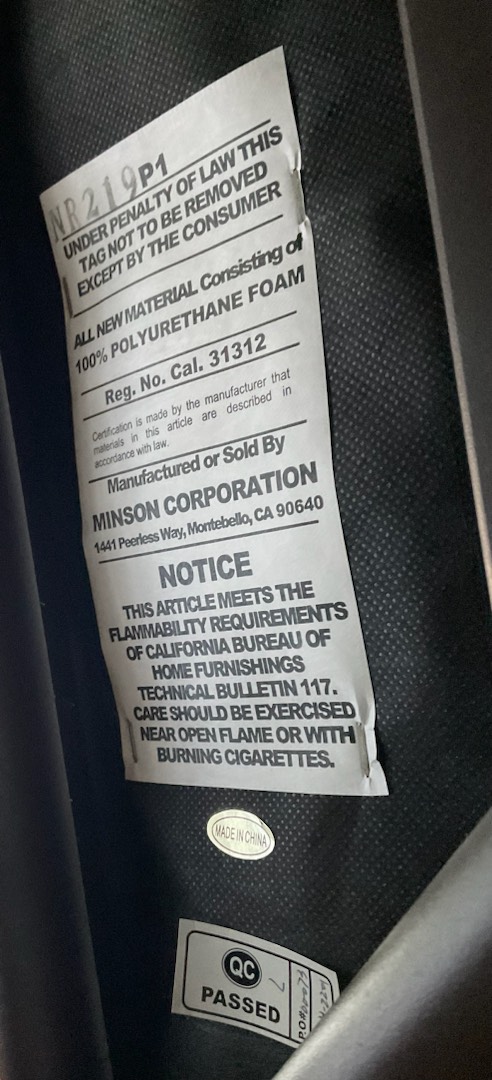 NR219P1
UNDER PENALTY OF LAW THIS
TAG NOT TO BE REMOVED
EXCEPT BY THE CONSUMER
ALL NEW MATERIAL Consisting of
100% POLYURETHANE FOAM
Reg. No. Cal. 31312
Certification is made by the manufacturer that
materials in this article are described in
accordance with law.
Manufactured or Sold By
MINSON CORPORATION
1441 Peerless Way, Montebello, CA 90640
NOTICE
THIS ARTICLE MEETS THE
FLAMMABILITY REQUIREMENTS
OF CALIFORNIA BUREAU OF
HOME FURNISHINGS
TECHNICAL BULLETIN 117.
CARE SHOULD BE EXERCISED
NEAR OPEN FLAME OR WITH
BURNING CIGARETTES.
MADE IN CHINA
QC
7
PASSED
P.O#